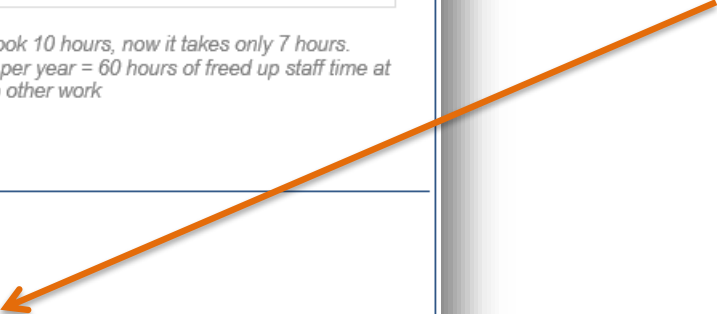 ook 10 hours, now it takes only 7 hours.
per year = 60 hours of freed up staff time at
other work